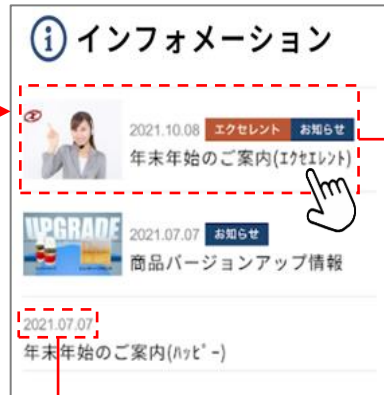 インフォメーション
2021.10.08 エクセレント お知らせ
年末年始のご案内(ｴｸｾｴﾚﾝﾄ)
UPGRADE
2021.07.07 お知らせ
商品バージョンアップ情報
2021.07.07
年末年始のご案内(ﾊｯﾋﾟｰ)